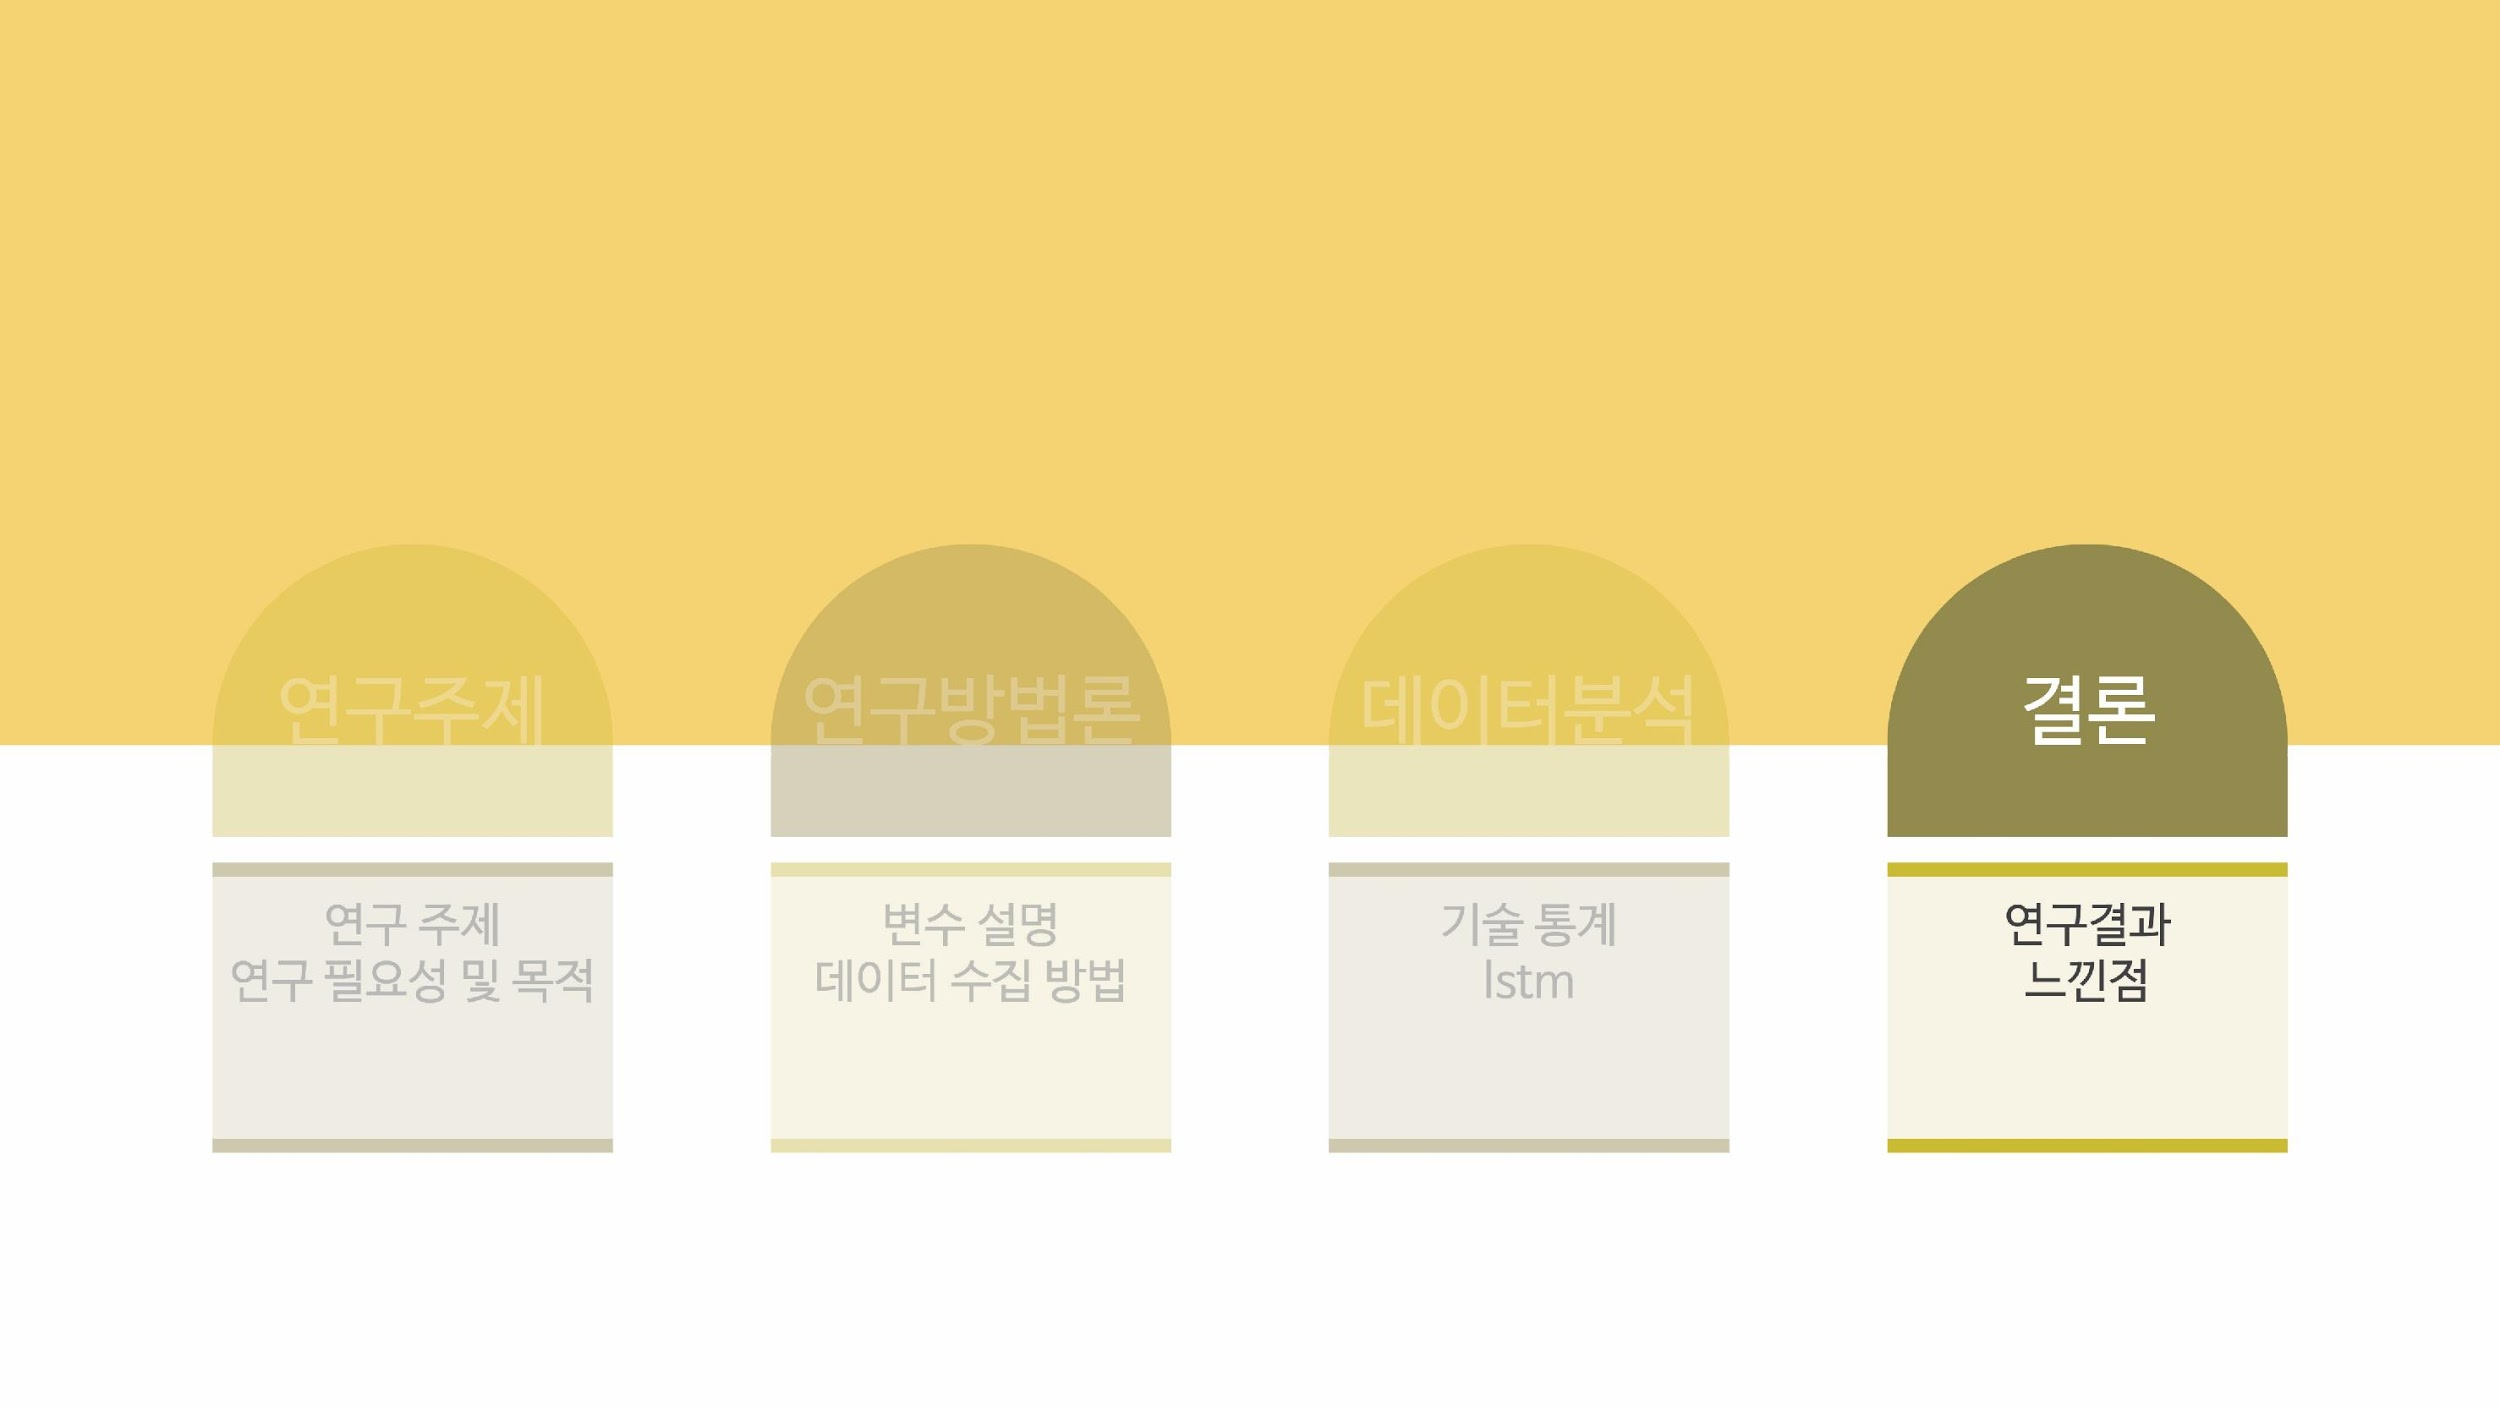 연구주제
연구방법론
데이터분석
결론
연구 주제
연구 필요성 및 목적
변수 설명
데이터 수집 방법
기술통계
lstm
연구결과
느낀점